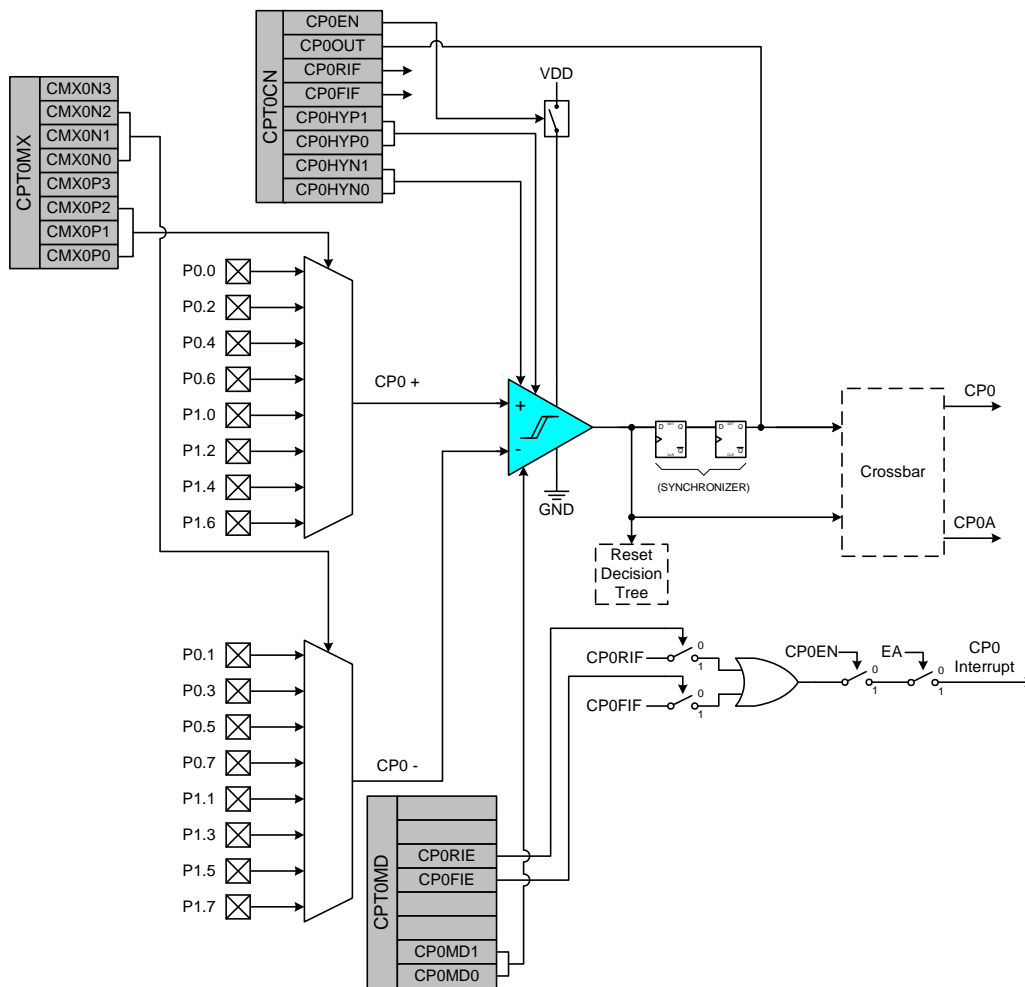 CPT0MX
CMX0N3
CMX0N2
CMX0N1
CMX0N0
CMX0P3
CMX0P2
CMX0P1
CMX0P0
CPT0CN
CP0EN
CP0OUT
CP0RIF
CP0FIF
CP0HYP1
CP0HYP0
CP0HYN1
CP0HYN0
VDD
P0.0
P0.2
P0.4
P0.6
P1.0
P1.2
P1.4
P1.6
CP0 +
+
-
GND
D SET Q
CLR Q
D SET Q
CLR Q
(SYNCHRONIZER)
Reset
Decision
Tree
Crossbar
CP0
CP0A
P0.1
P0.3
P0.5
P0.7
P1.1
P1.3
P1.5
P1.7
CP0 -
CPT0MD
CP0RIE
CP0FIE
CP0MD1
CP0MD0
CP0RIF
0
1
CP0FIF
0
1
CP0EN
0
1
EA
0
1
CP0
Interrupt